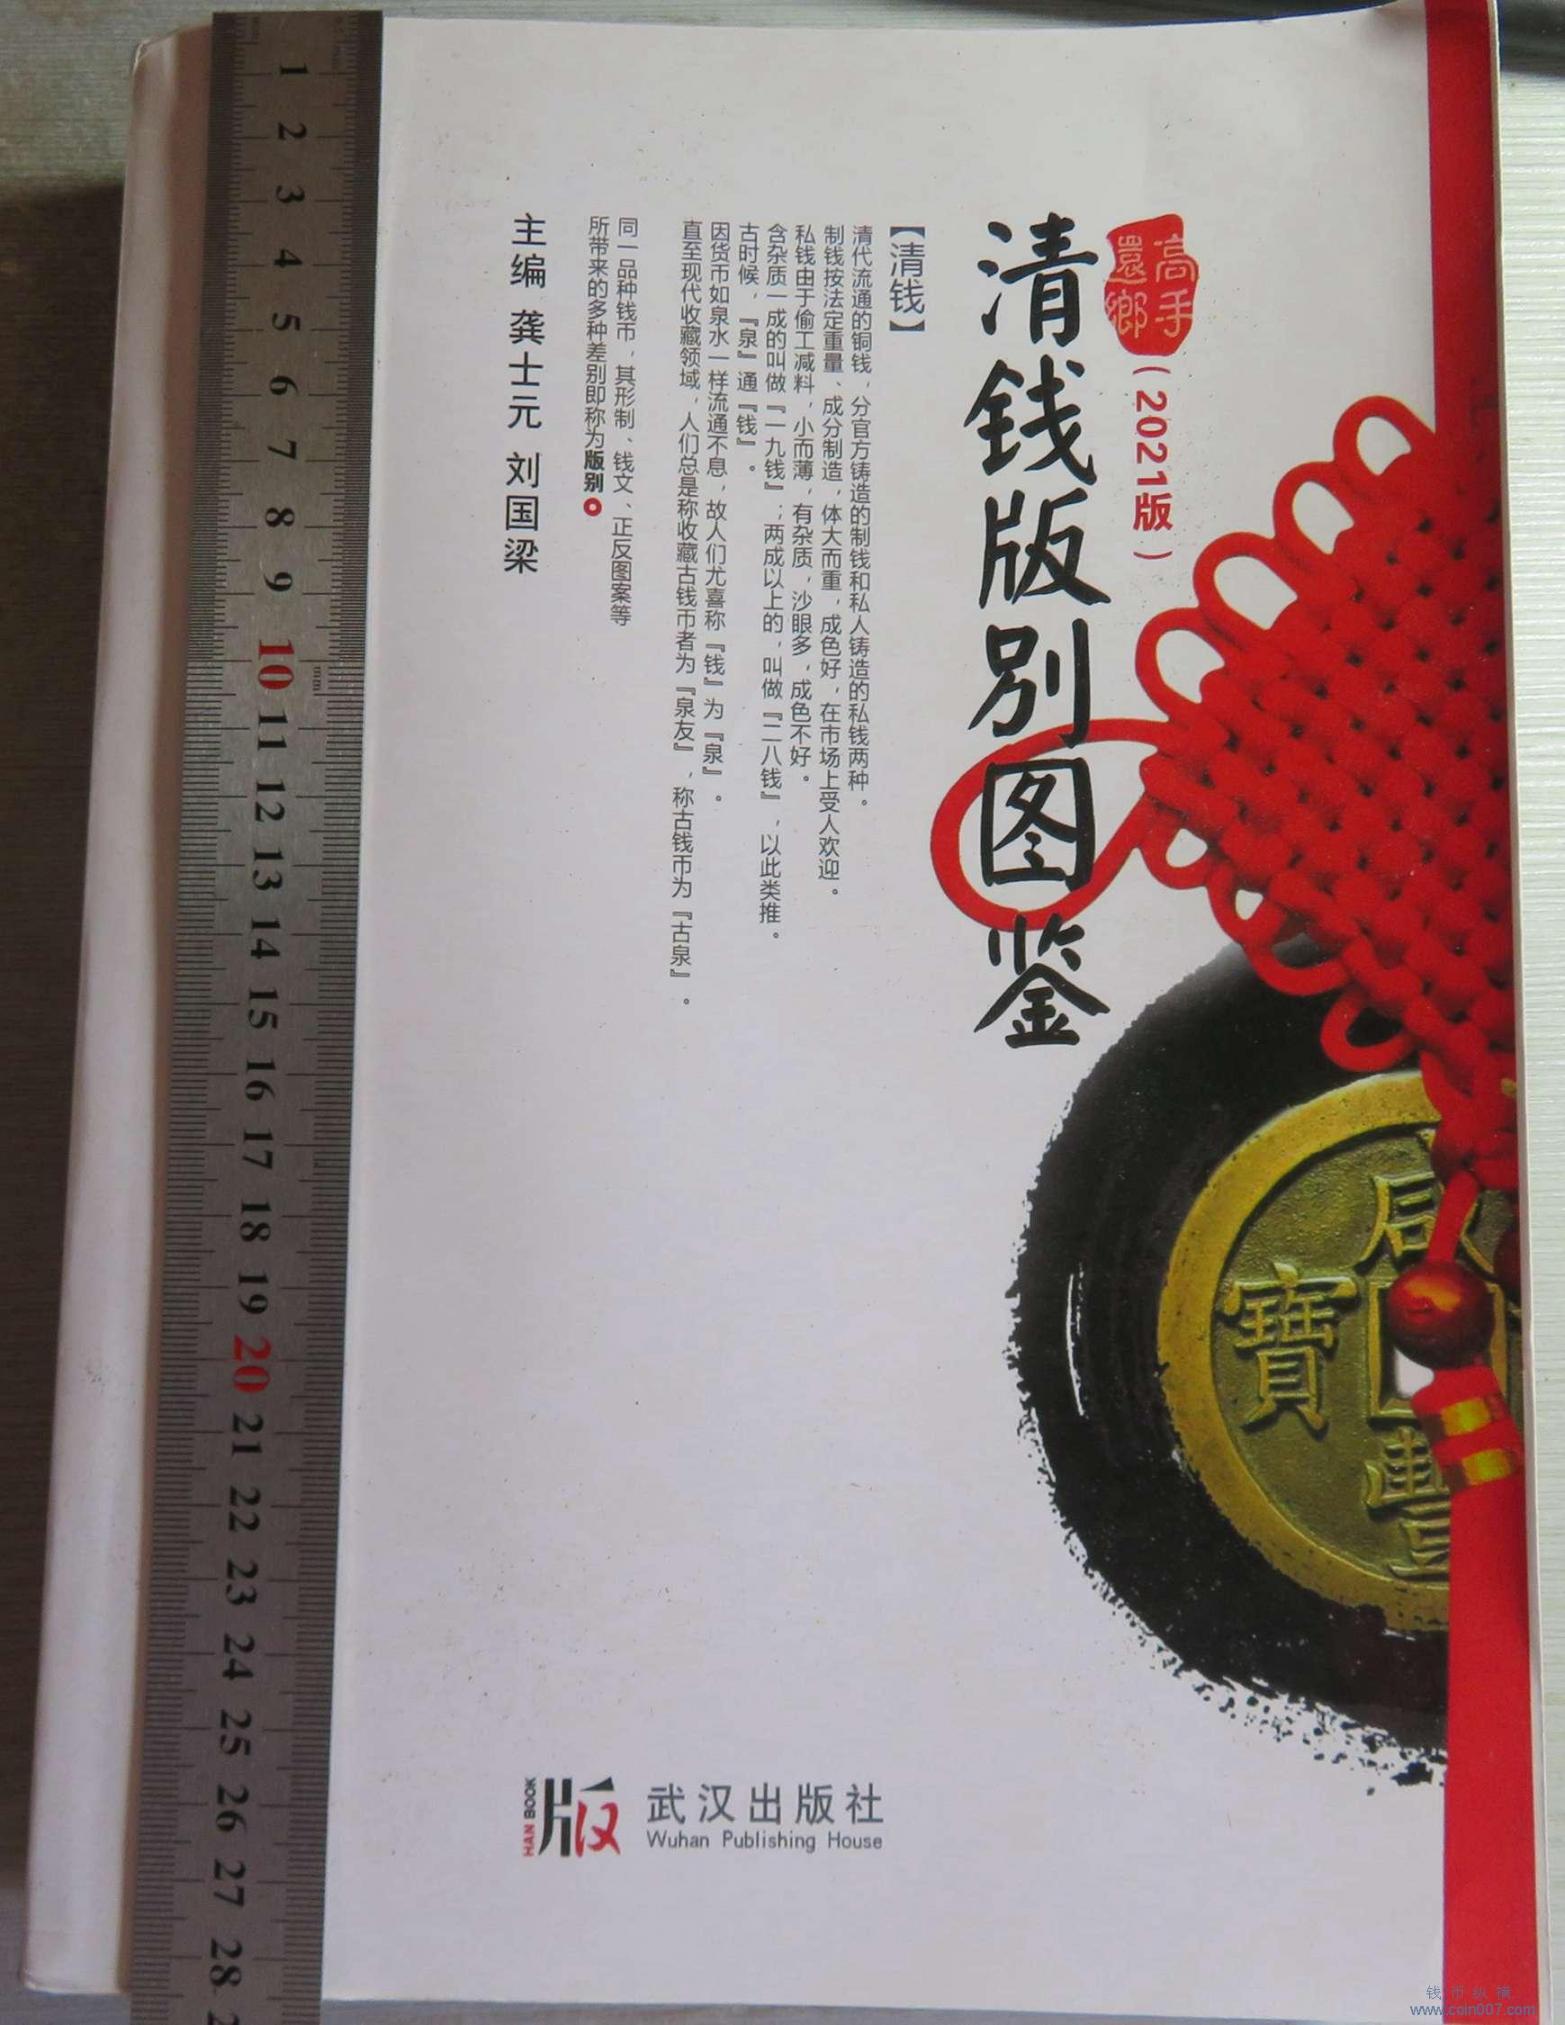 高手
還鄉
(2021版)
清钱版别图鉴
【清钱】
清代流通的铜钱，分官方铸造的制钱和私人铸造的私钱两种。
制钱按法定重量、成分制造，体大而重，成色好，在市场上受人欢迎。
私钱由于偷工减料，小而薄，有杂质，沙眼多，成色不好。
含杂质一成的叫做『一九钱』；两成以上的，叫做『二八钱』，以此类推。
古时候，『泉』通『钱』。
因货币如泉水一样流通不息，故人们尤喜称『钱』为『泉』。
直至现代收藏领域，人们总是称收藏古钱币者为『泉友』，称古钱币为『古泉』。
同一品种钱币，其形制、钱文、正反图案等
所带来的多种差别即称为版别
主编 龚士元 刘国梁
咸
寶
豐
HAN BOOK
版汉
武汉出版社
Wuhan Publishing House
1
2
3
4
5
6
7
8
9
10
mm
11
12
13
14
15
16
17
18
19
20
21
22
23
24
25
26
27
28
钱币纵横
www.coin007.com